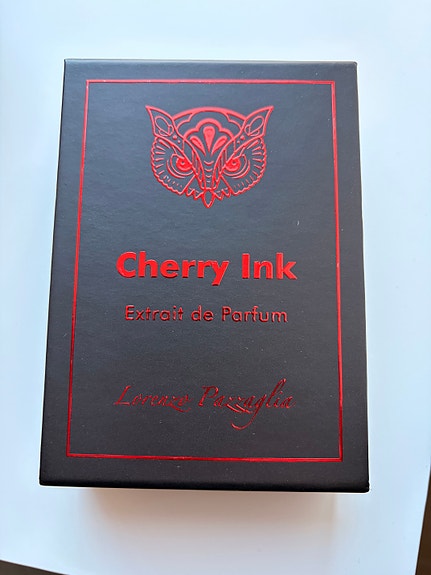 Cherry Ink
Extrait de Parfum
Lorenzo Pazzaglia